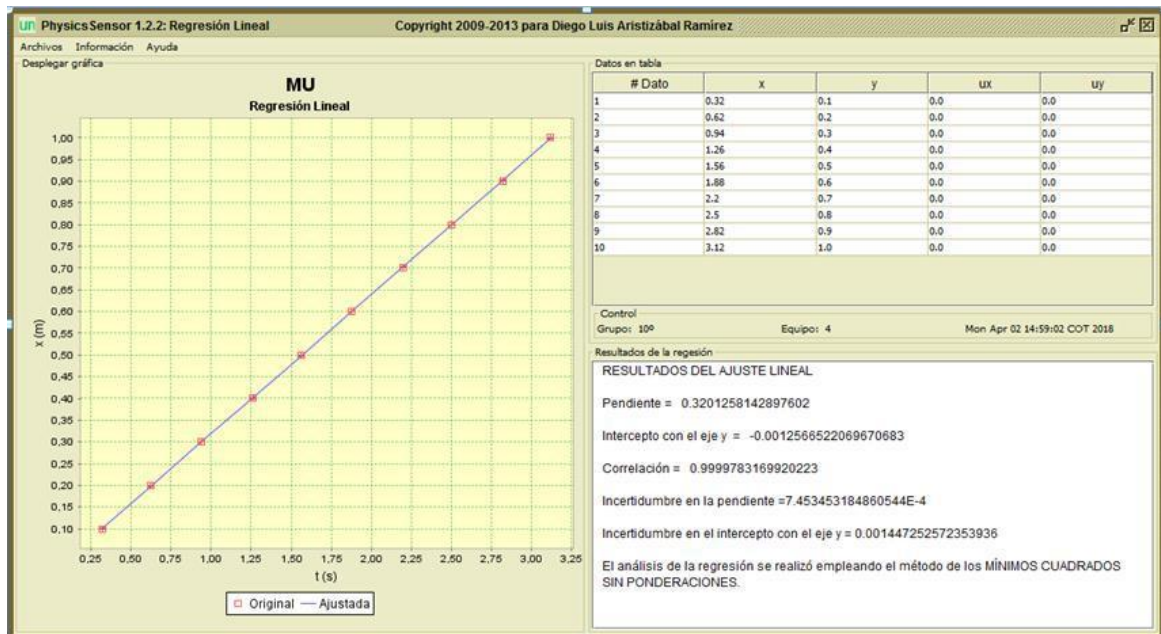 PhysicsSensor 1.2.2: Regresión Lineal Copyright 2009-2013 para Diego Luis Aristizábal Ramírez
Archivos Información Ayuda
Desplegar gráfica
MU
Regresión Lineal
1,00
0,95
0,90
0,85
0,80
0,75
0,70
0,65
0,60
0,55
0,50
0,45
0,40
0,35
0,30
0,25
0,20
0,15
0,10
x (m)
0,25 0,50 0,75 1,00 1,25 1,50 1,75 2,00 2,25 2,50 2,75 3,00 3,25
t (s)
Original Ajustada
Datos en tabla
# Dato x y ux uy
1 0.32 0.1 0.0 0.0
2 0.62 0.2 0.0 0.0
3 0.94 0.3 0.0 0.0
4 1.26 0.4 0.0 0.0
5 1.56 0.5 0.0 0.0
6 1.88 0.6 0.0 0.0
7 2.2 0.7 0.0 0.0
8 2.5 0.8 0.0 0.0
9 2.82 0.9 0.0 0.0
10 3.12 1.0 0.0 0.0
Control
Grupo: 10º Equipo: 4 Mon Apr 02 14:59:02 COT 2018
Resultados de la regesión
RESULTADOS DEL AJUSTE LINEAL
Pendiente = 0.3201258142897602
Intercepto con el eje y = -0.0012566522069670683
Correlación = 0.9999783169920223
Incertidumbre en la pendiente =7.453453184860544E-4
Incertidumbre en el intercepto con el eje y = 0.001447252572353936
El análisis de la regresión se realizó empleando el método de los MÍNIMOS CUADRADOS
SIN PONDERACIONES.